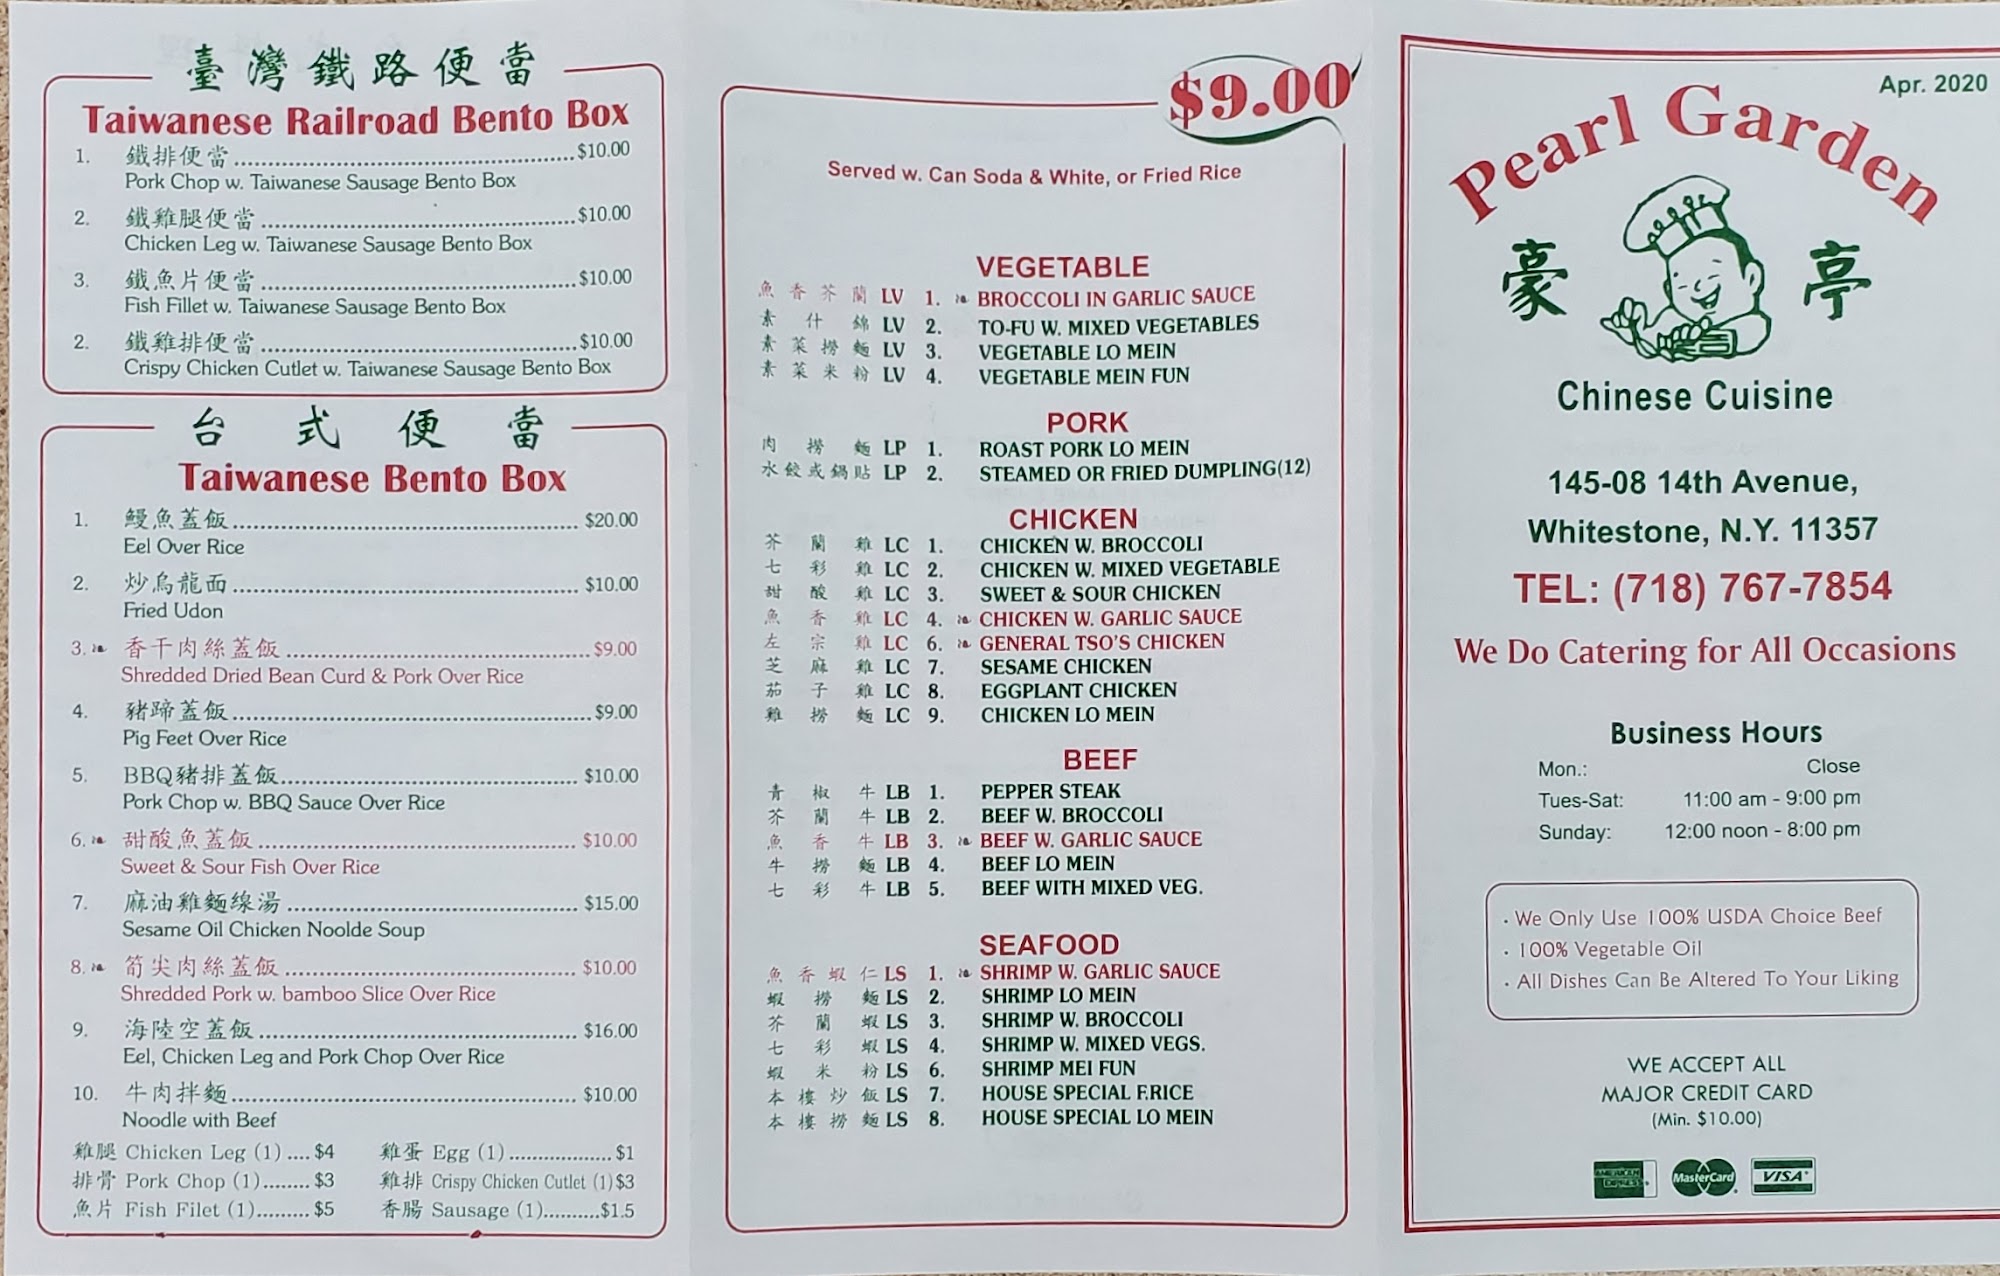 臺灣鐵路便當
Taiwanese Railroad Bento Box
1. 鐵排便當 $10.00
Pork Chop w. Taiwanese Sausage Bento Box
2. 鐵雞腿便當 $10.00
Chicken Leg w. Taiwanese Sausage Bento Box
3. 鐵魚片便當 $10.00
Fish Fillet w. Taiwanese Sausage Bento Box
2. 鐵雞排便當 $10.00
Crispy Chicken Cutlet w. Taiwanese Sausage Bento Box
台式便當
Taiwanese Bento Box
1. 鰻魚蓋飯 $20.00
Eel Over Rice
2. 炒烏龍面 $10.00
Fried Udon
3. 香干肉絲蓋飯 $9.00
Shredded Dried Bean Curd & Pork Over Rice
4. 豬蹄蓋飯 $9.00
Pig Feet Over Rice
5. BBQ豬排蓋飯 $10.00
Pork Chop w. BBQ Sauce Over Rice
6. 甜酸魚蓋飯 $10.00
Sweet & Sour Fish Over Rice
7. 麻油雞麵線湯 $15.00
Sesame Oil Chicken Noolde Soup
8. 筍尖肉絲蓋飯 $10.00
Shredded Pork w. bamboo Slice Over Rice
9. 海陸空蓋飯 $16.00
Eel, Chicken Leg and Pork Chop Over Rice
10. 牛肉拌麵 $10.00
Noodle with Beef
雞腿 Chicken Leg (1) .... $4 雞蛋 Egg (1) $1
排骨 Pork Chop (1) $3 雞排 Crispy Chicken Cutlet (1) $3
魚片 Fish Filet (1) $5 香腸 Sausage (1) $1.5
$9.00
Served w. Can Soda & White, or Fried Rice
VEGETABLE
魚香芥蘭 LV 1. BROCCOLI IN GARLIC SAUCE
素什錦 LV 2. TO-FU W. MIXED VEGETABLES
素菜撈麵 LV 3. VEGETABLE LO MEIN
素菜米粉 LV 4. VEGETABLE MEIN FUN
PORK
肉撈麵 LP 1. ROAST PORK LO MEIN
水餃或鍋貼 LP 2. STEAMED OR FRIED DUMPLING(12)
CHICKEN
芥蘭雞 LC 1. CHICKEN W. BROCCOLI
七彩雞 LC 2. CHICKEN W. MIXED VEGETABLE
甜酸雞 LC 3. SWEET & SOUR CHICKEN
魚香雞 LC 4. CHICKEN W. GARLIC SAUCE
左宗雞 LC 6. GENERAL TSO'S CHICKEN
芝麻雞 LC 7. SESAME CHICKEN
茄子雞 LC 8. EGGPLANT CHICKEN
雞撈麵 LC 9. CHICKEN LO MEIN
BEEF
青椒牛 LB 1. PEPPER STEAK
芥蘭牛 LB 2. BEEF W. BROCCOLI
魚香牛 LB 3. BEEF W. GARLIC SAUCE
牛撈麵 LB 4. BEEF LO MEIN
七彩牛 LB 5. BEEF WITH MIXED VEG.
SEAFOOD
魚香蝦仁 LS 1. SHRIMP W. GARLIC SAUCE
蝦撈麵 LS 2. SHRIMP LO MEIN
芥蘭蝦 LS 3. SHRIMP W. BROCCOLI
七彩蝦 LS 4. SHRIMP W. MIXED VEGS.
蝦米粉 LS 6. SHRIMP MEI FUN
本樓炒飯 LS 7. HOUSE SPECIAL F.RICE
本樓撈麵 LS 8. HOUSE SPECIAL LO MEIN
Apr. 2020
Pearl Garden
豪亭
Chinese Cuisine
145-08 14th Avenue,
Whitestone, N.Y. 11357
TEL: (718) 767-7854
We Do Catering for All Occasions
Business Hours
Mon.: Close
Tues-Sat: 11:00 am - 9:00 pm
Sunday: 12:00 noon - 8:00 pm
· We Only Use 100% USDA Choice Beef
· 100% Vegetable Oil
· All Dishes Can Be Altered To Your Liking
WE ACCEPT ALL
MAJOR CREDIT CARD
(Min. $10.00)
AMERICAN EXPRESS MasterCard VISA